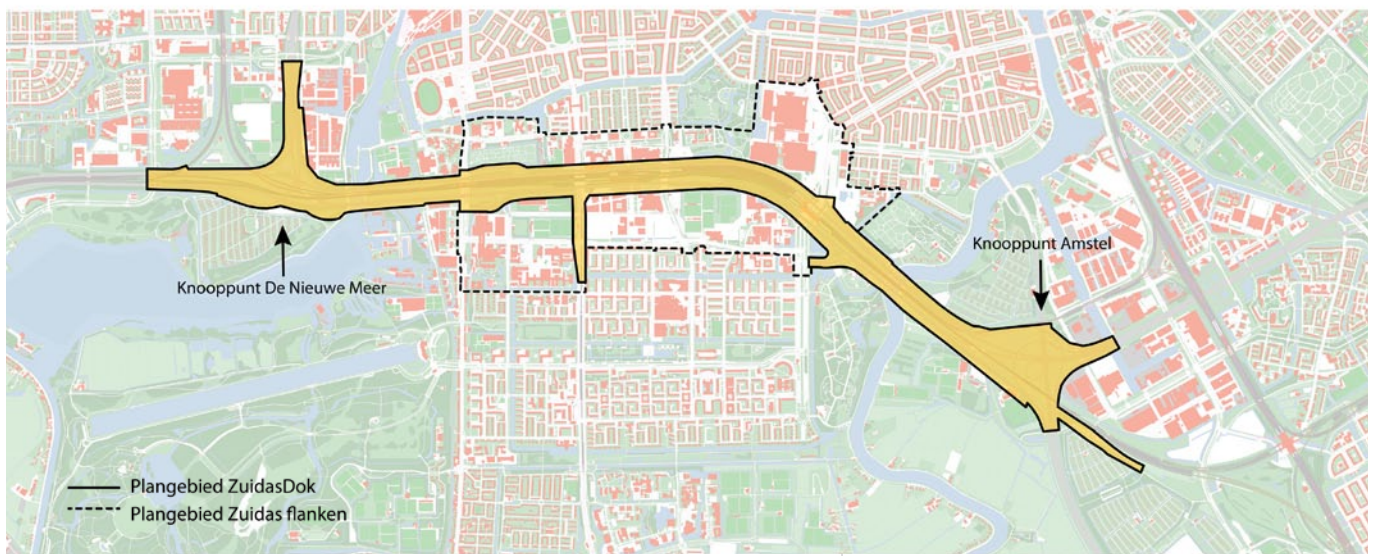 Knooppunt Amstel
Knooppunt De Nieuwe Meer
Plangebied ZuidasDok
Plangebied Zuidas flanken